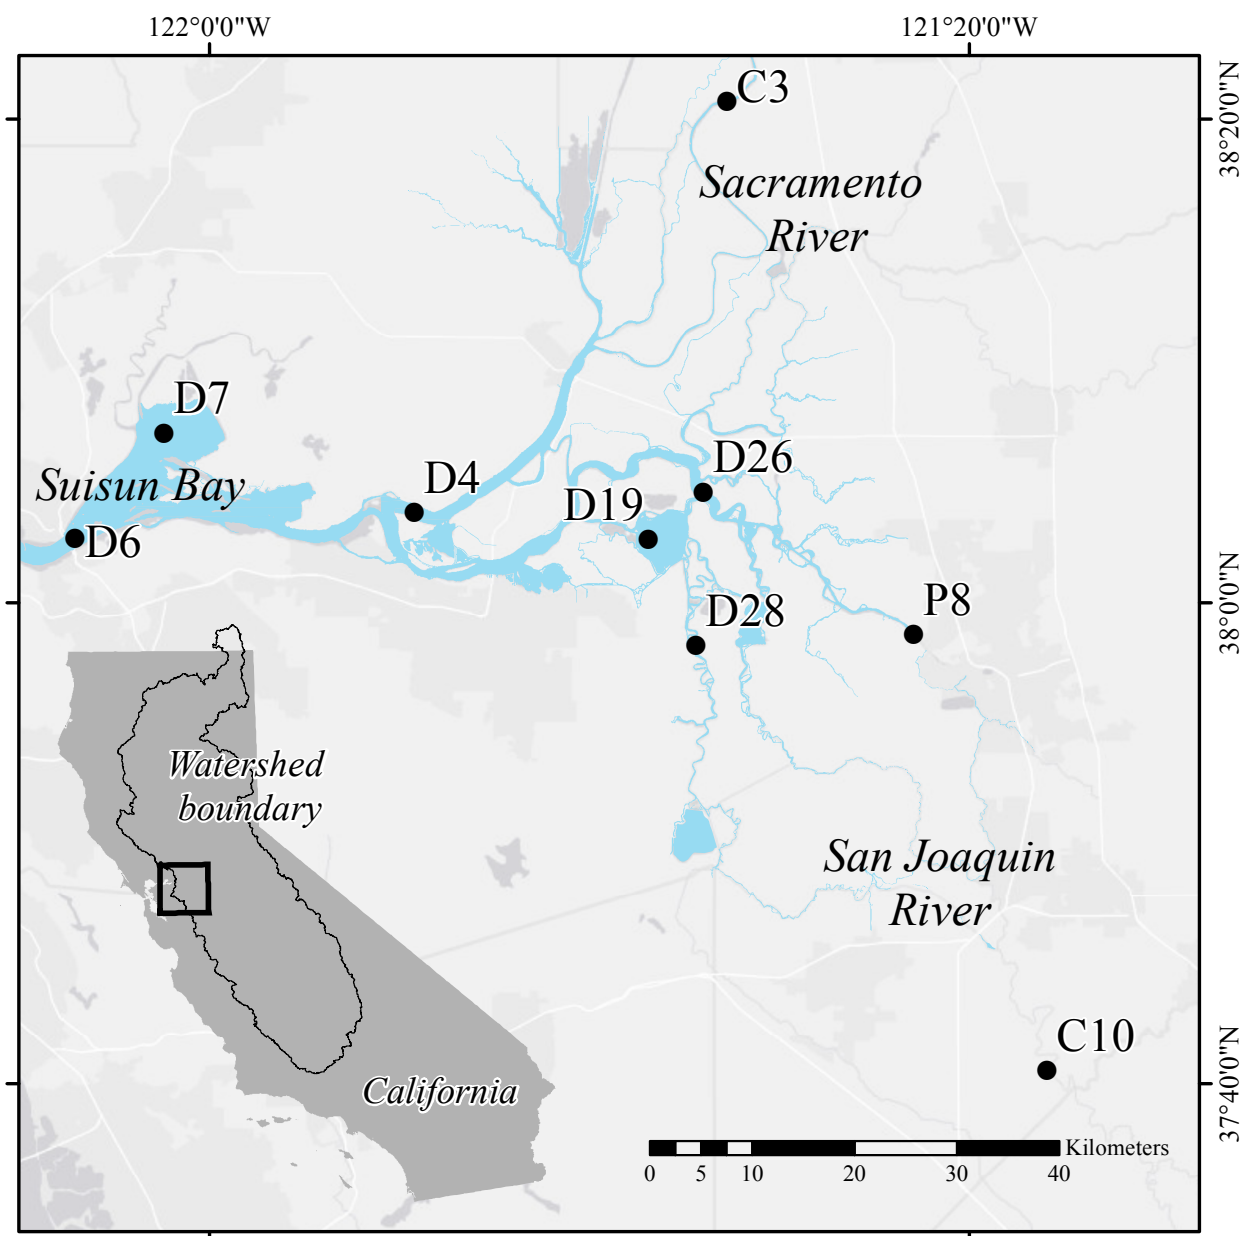 122°0'0"W
121°20'0"W
C3
38°20'0"N
Sacramento
River
D7
D26
Suisun Bay
D4
D19
D6
38°0'0"N
P8
D28
Watershed
boundary
San Joaquin
River
C10
37°40'0"N
California
Kilometers
0 5 10 20 30 40